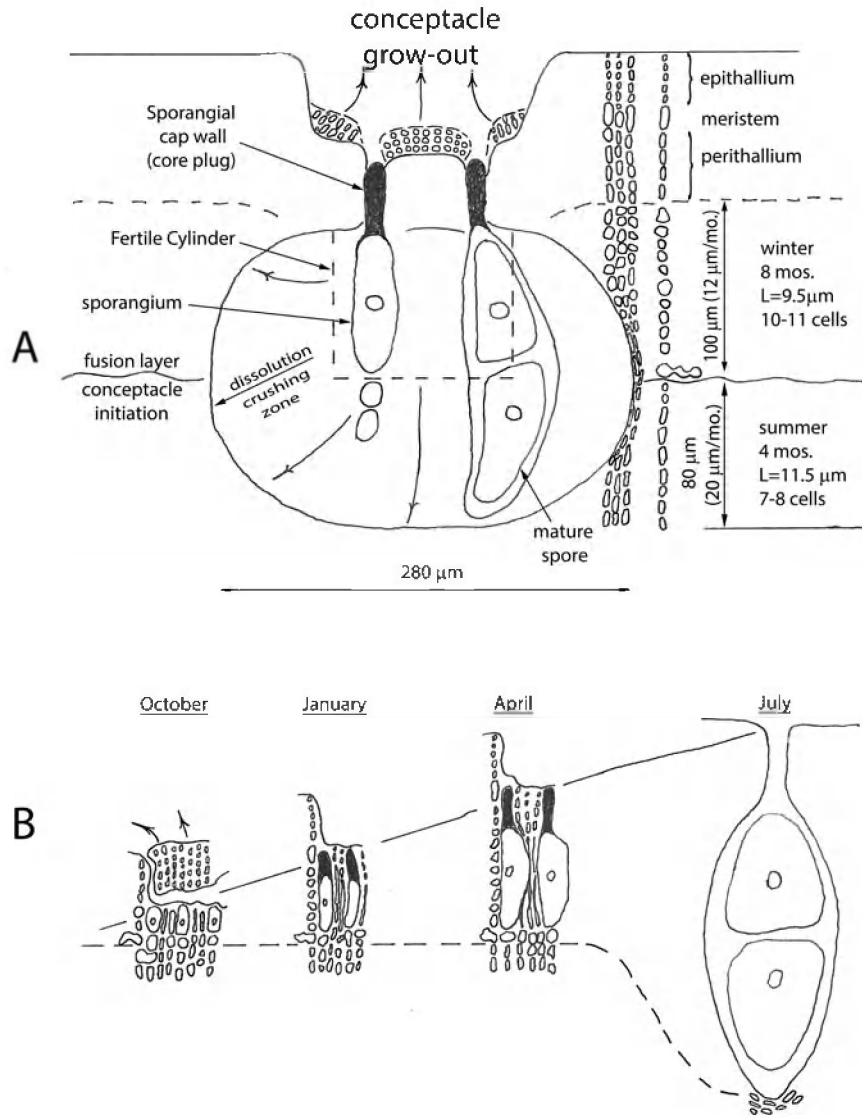 conceptacle
grow-out
Sporangial
cap wall
(core plug)
Fertile Cylinder
sporangium
A
fusion layer
conceptacle
initiation
dissolution
crushing
zone
mature
spore
280 µm
epithallium
meristem
perithallium
100 µm (12 µm/mo.)
winter
8 mos.
L=9.5µm
10-11 cells
80 µm
(20 µm/mo.)
summer
4 mos.
L=11.5 µm
7-8 cells
October
January
April
July
B